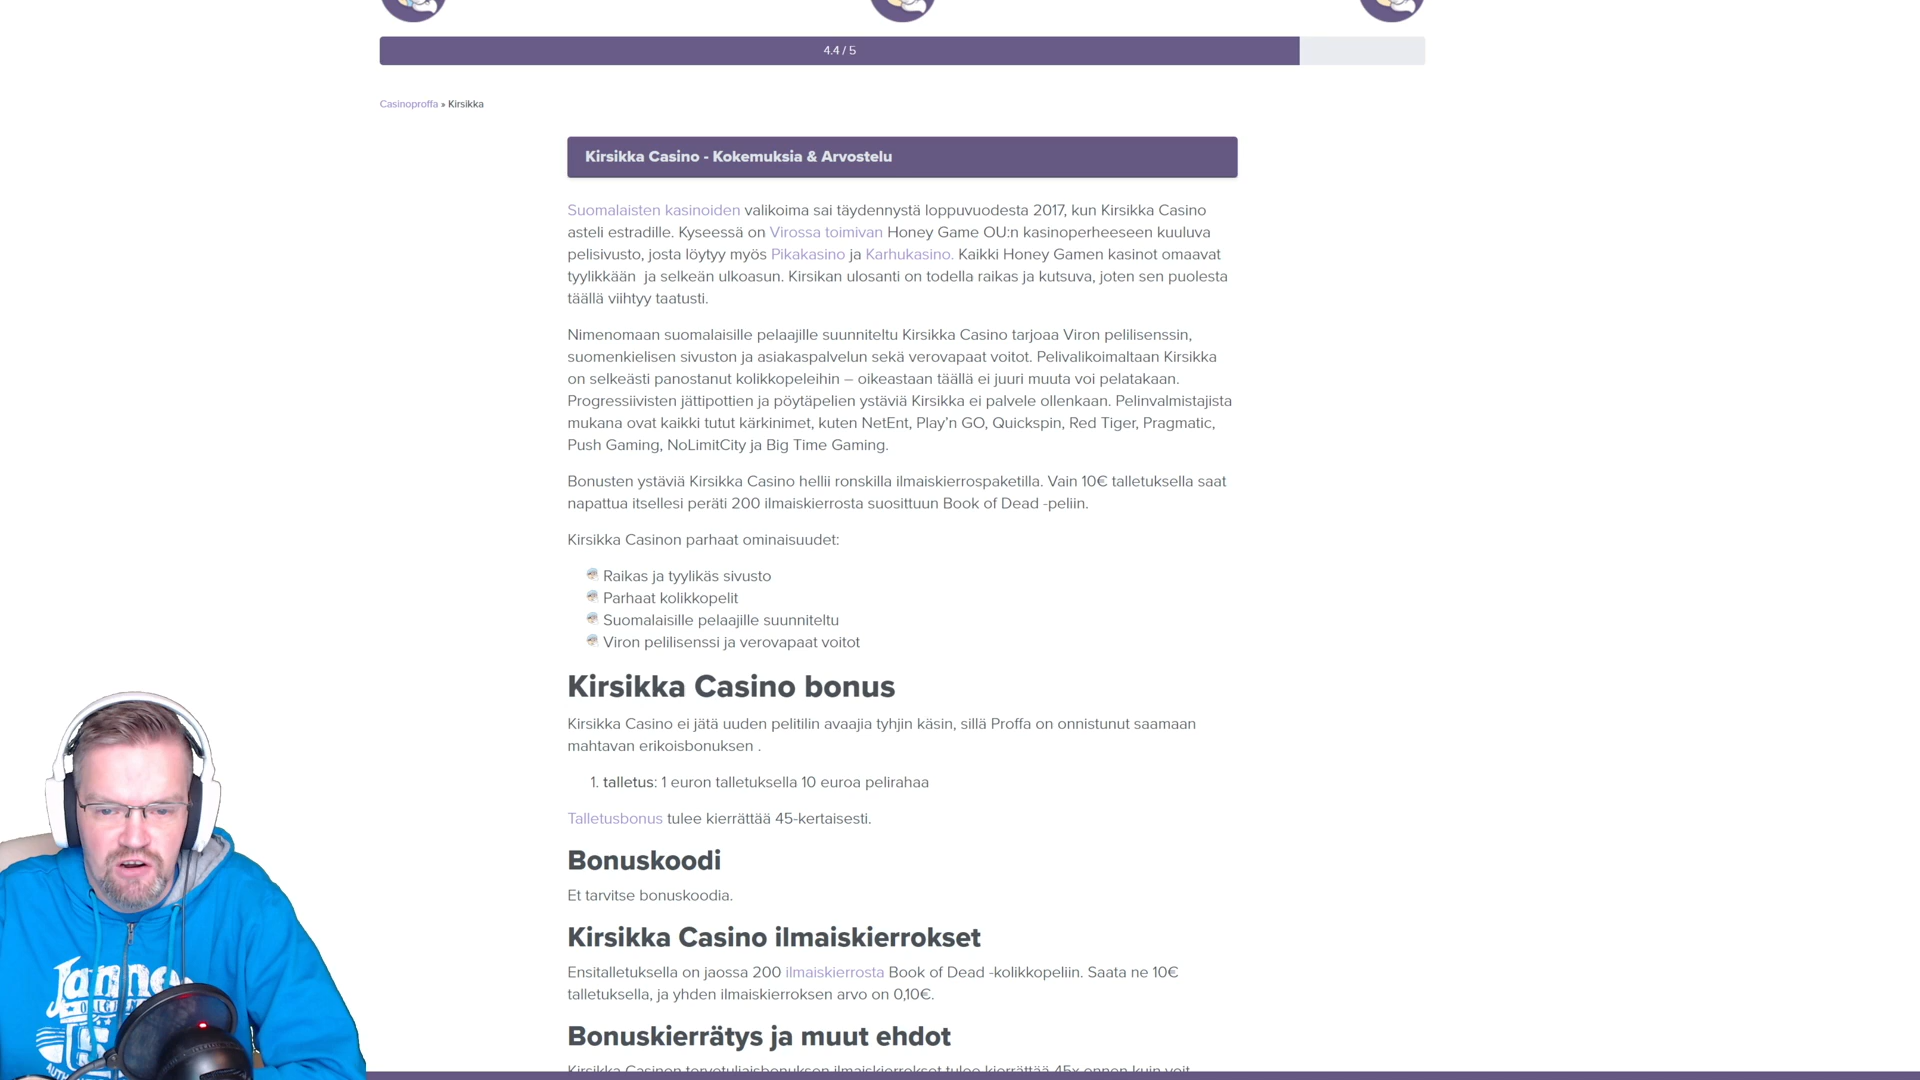 4.4 / 5
Casinoproffa » Kirsikka
Kirsikka Casino - Kokemuksia & Arvostelu
Suomalaisten kasinoiden valikoima sai täydennystä loppuvuodesta 2017, kun Kirsikka Casino
asteli estradille. Kyseessä on Virossa toimivan Honey Game OU:n kasinoperheeseen kuuluva
pelisivusto, josta löytyy myös Pikakasino ja Karhukasino. Kaikki Honey Gamen kasinot omaavat
tyylikkään ja selkeän ulkoasun. Kirsikan ulosanti on todella raikas ja kutsuva, joten sen puolesta
täällä viihtyy taatusti.
Nimenomaan suomalaisille pelaajille suunniteltu Kirsikka Casino tarjoaa Viron pelilisenssin,
suomenkielisen sivuston ja asiakaspalvelun sekä verovapaat voitot. Pelivalikoimaltaan Kirsikka
on selkeästi panostanut kolikkopeleihin – oikeastaan täällä ei juuri muuta voi pelatakaan.
Progressiivisten jättipottien ja pöytäpelien ystäviä Kirsikka ei palvele ollenkaan. Pelinvalmistajista
mukana ovat kaikki tutut kärkinimet, kuten NetEnt, Play'n GO, Quickspin, Red Tiger, Pragmatic,
Push Gaming, NoLimitCity ja Big Time Gaming.
Bonusten ystäviä Kirsikka Casino hellii ronskilla ilmaiskierrospaketilla. Vain 10€ talletuksella saat
napattua itsellesi peräti 200 ilmaiskierrosta suosittuun Book of Dead -peliin.
Kirsikka Casinon parhaat ominaisuudet:
Raikas ja tyylikäs sivusto
Parhaat kolikkopelit
Suomalaisille pelaajille suunniteltu
Viron pelilisenssi ja verovapaat voitot
Kirsikka Casino bonus
Kirsikka Casino ei jätä uuden pelitilin avaajia tyhjin käsin, sillä Proffa on onnistunut saamaan
mahtavan erikoisbonuksen .
1. talletus: 1 euron talletuksella 10 euroa pelirahaa
Talletusbonus tulee kierrättää 45-kertaisesti.
Bonuskoodi
Et tarvitse bonuskoodia.
Kirsikka Casino ilmaiskierrokset
Ensitalletuksella on jaossa 200 ilmaiskierrosta Book of Dead -kolikkopeliin. Saata ne 10€
talletuksella, ja yhden ilmaiskierroksen arvo on 0,10€.
Bonuskierrätys ja muut ehdot
Kirsikka Casinon tervetuliaisbonuksen ilmaiskierrokset tulee kierrättää 45x ennen kuin voit